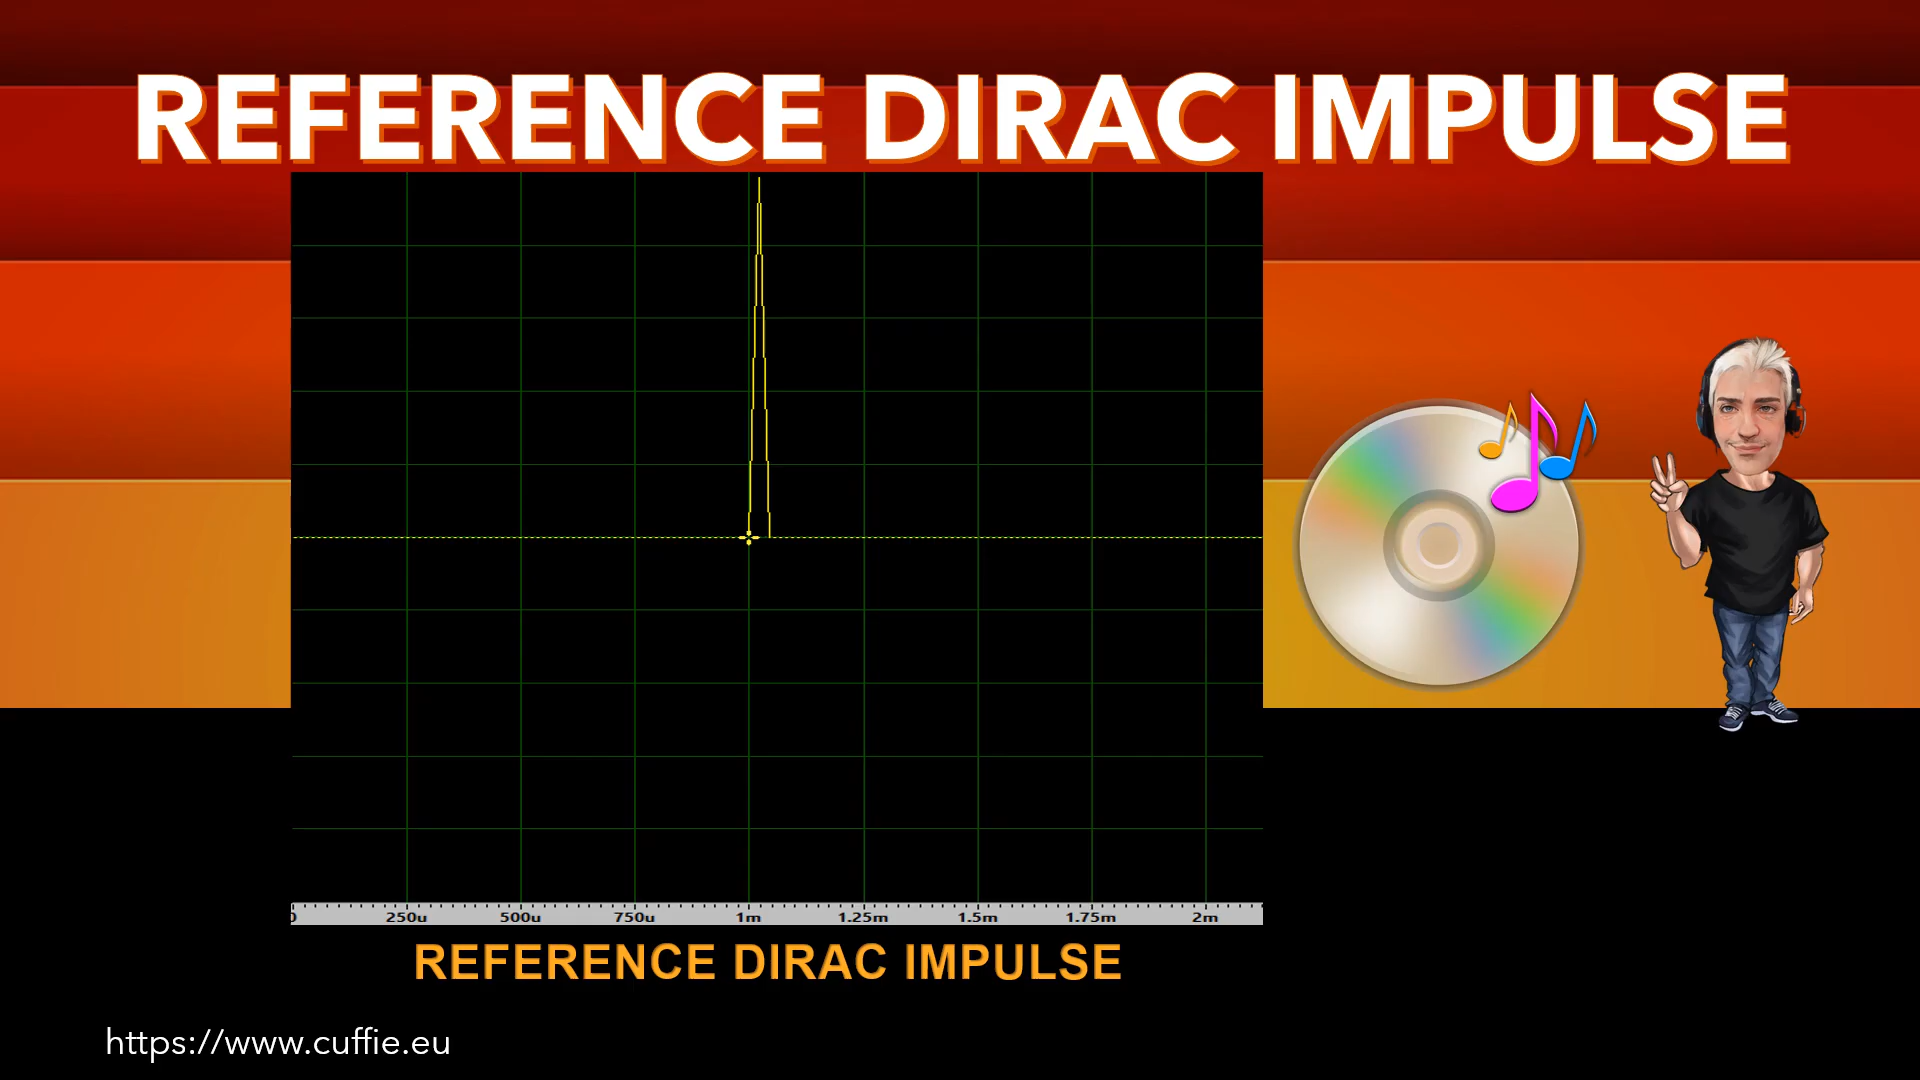 REFERENCE DIRAC IMPULSE
0 250u 500u 750u 1m 1.25m 1.5m 1.75m 2m
REFERENCE DIRAC IMPULSE
https://www.cuffie.eu